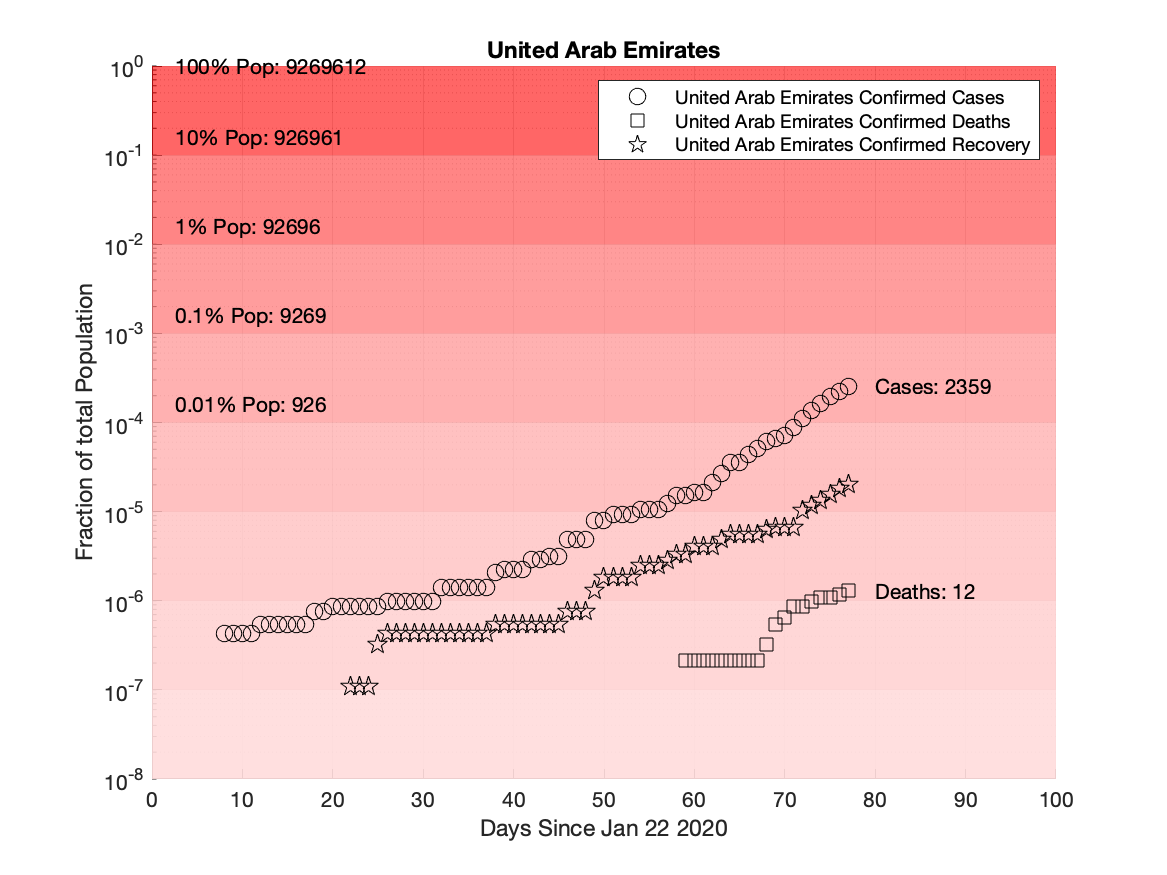 United Arab Emirates
10^0
100% Pop: 9269612
United Arab Emirates Confirmed Cases
United Arab Emirates Confirmed Deaths
United Arab Emirates Confirmed Recovery
10% Pop: 926961
10^-1
1% Pop: 92696
10^-2
0.1% Pop: 9269
10^-3
Cases: 2359
0.01% Pop: 926
10^-4
10^-5
Deaths: 12
10^-6
10^-7
10^-8
Fraction of total Population
0 10 20 30 40 50 60 70 80 90 100
Days Since Jan 22 2020